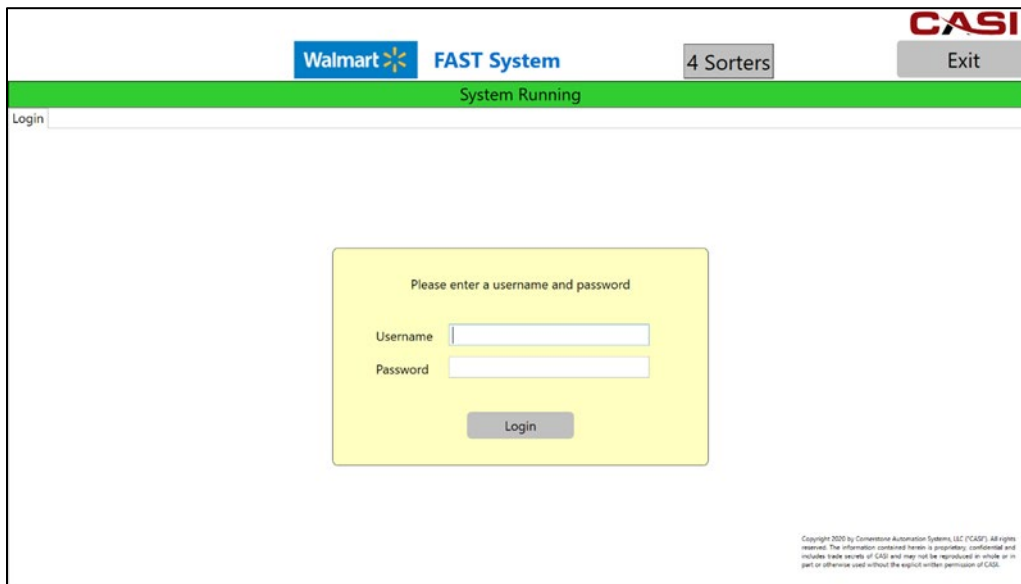 CASI
Walmart FAST System 4 Sorters Exit
System Running
Login
Please enter a username and password
Username
Password
Login
Copyright 2020 by Cornerstone Automation Systems, LLC ("CASI"). All rights
reserved. The information contained herein is proprietary, confidential and
includes trade secrets of CASI and may not be reproduced in whole or in
part or otherwise used without the explicit written permission of CASI.